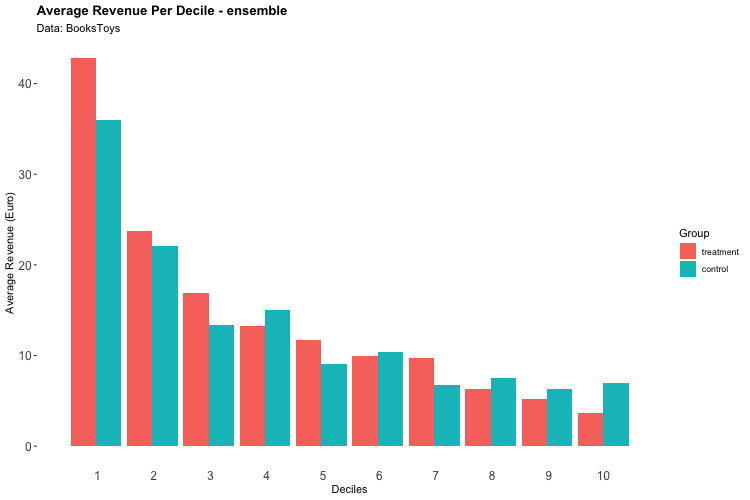 Average Revenue Per Decile - ensemble
Data: BooksToys
Average Revenue (Euro)
40
30
20
10
0
1 2 3 4 5 6 7 8 9 10
Deciles
Group
treatment
control